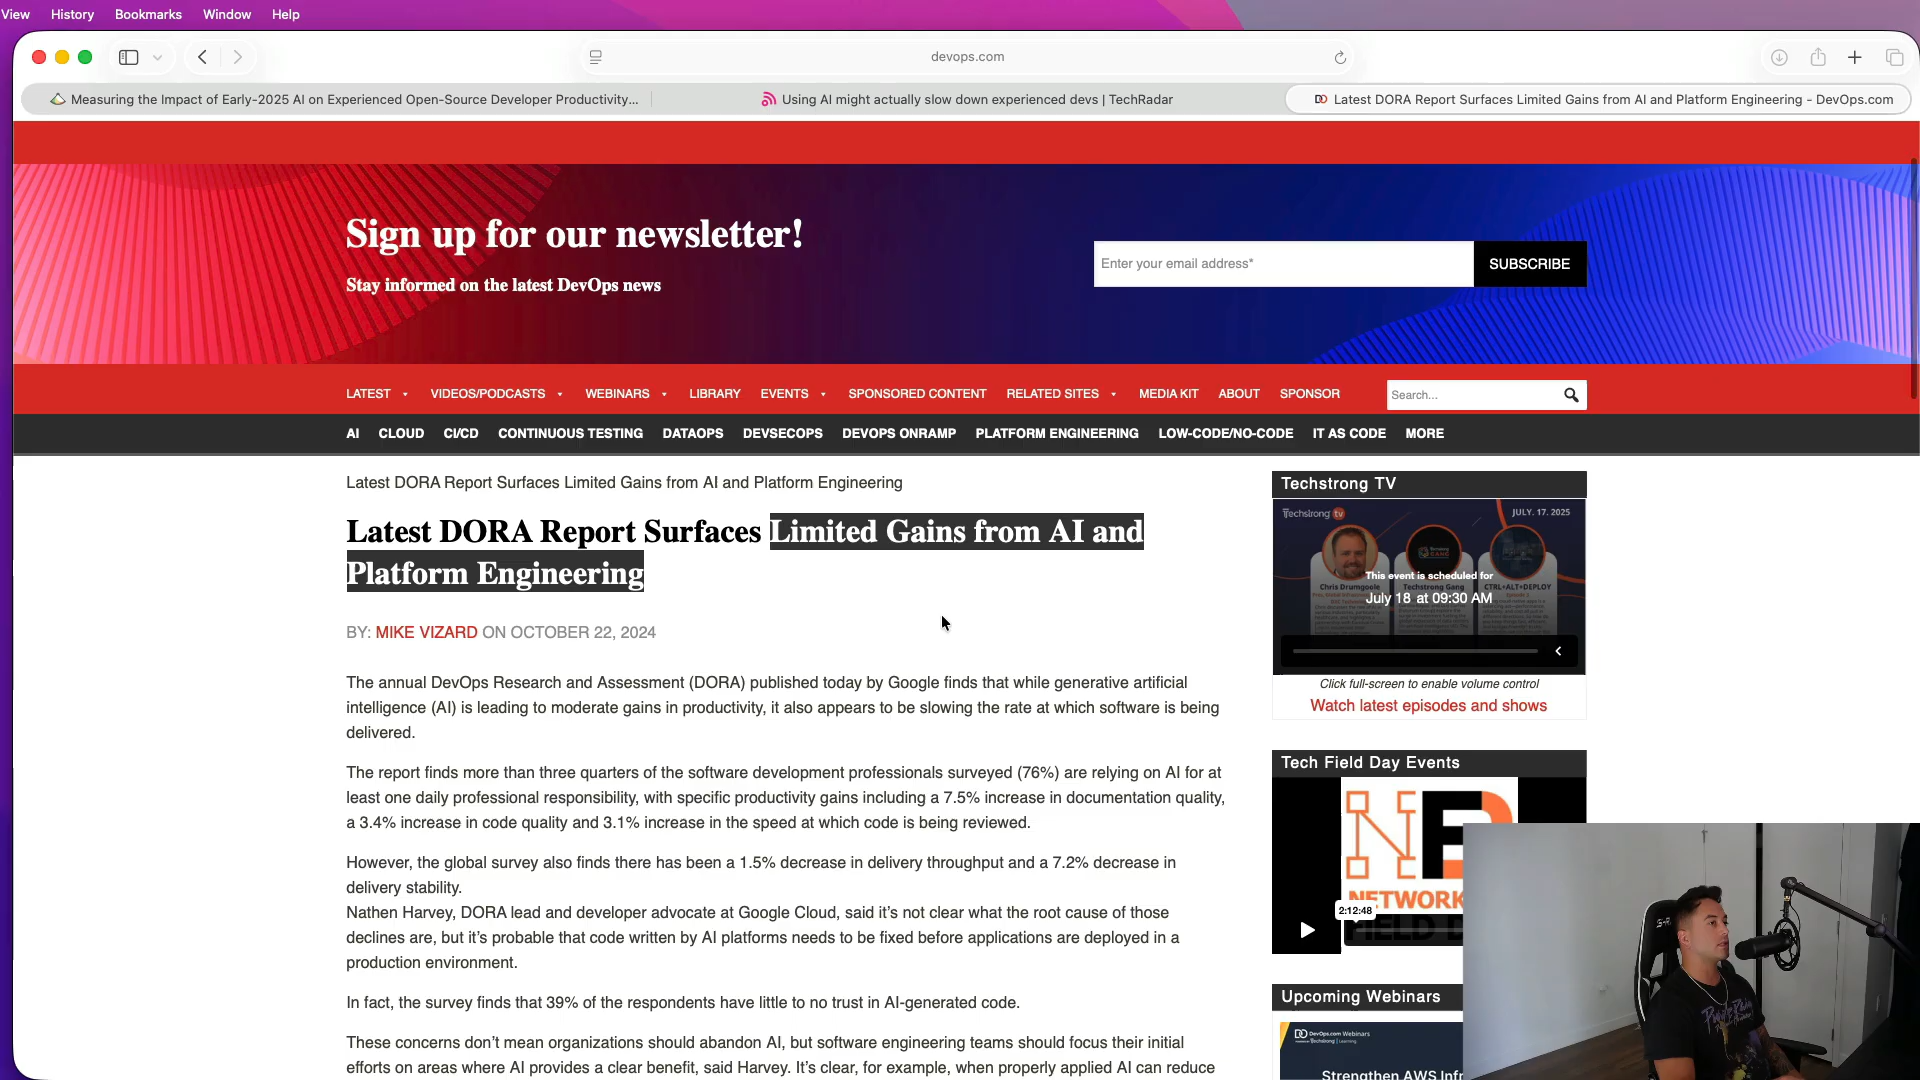 View History Bookmarks Window Help
devops.com
Measuring the Impact of Early-2025 AI on Experienced Open-Source Developer Productivity...
Using AI might actually slow down experienced devs | TechRadar
DO Latest DORA Report Surfaces Limited Gains from AI and Platform Engineering - DevOps.com
Sign up for our newsletter!
Stay informed on the latest DevOps news
Enter your email address*
SUBSCRIBE
LATEST VIDEOS/PODCASTS WEBINARS LIBRARY EVENTS SPONSORED CONTENT RELATED SITES MEDIA KIT ABOUT SPONSOR
Search...
AI CLOUD CI/CD CONTINUOUS TESTING DATAOPS DEVSECOPS DEVOPS ONRAMP PLATFORM ENGINEERING LOW-CODE/NO-CODE IT AS CODE MORE
Latest DORA Report Surfaces Limited Gains from AI and Platform Engineering
Latest DORA Report Surfaces Limited Gains from AI and
Platform Engineering
BY: MIKE VIZARD ON OCTOBER 22, 2024
The annual DevOps Research and Assessment (DORA) published today by Google finds that while generative artificial
intelligence (AI) is leading to moderate gains in productivity, it also appears to be slowing the rate at which software is being
delivered.
The report finds more than three quarters of the software development professionals surveyed (76%) are relying on AI for at
least one daily professional responsibility, with specific productivity gains including a 7.5% increase in documentation quality,
a 3.4% increase in code quality and 3.1% increase in the speed at which code is being reviewed.
However, the global survey also finds there has been a 1.5% decrease in delivery throughput and a 7.2% decrease in
delivery stability.
Nathen Harvey, DORA lead and developer advocate at Google Cloud, said it's not clear what the root cause of those
declines are, but it's probable that code written by AI platforms needs to be fixed before applications are deployed in a
production environment.
In fact, the survey finds that 39% of the respondents have little to no trust in AI-generated code.
These concerns don't mean organizations should abandon AI, but software engineering teams should focus their initial
efforts on areas where AI provides a clear benefit, said Harvey. It's clear, for example, when properly applied AI can reduce
Techstrong TV
Techstrong tv
JULY. 17, 2025
Chris Drumgoole
Techstrong Gang
CTRL+ALT+DEPLOY
This event is scheduled for
July 18 at 09:30 AM
Click full-screen to enable volume control
Watch latest episodes and shows
Tech Field Day Events
NETWORK
FIELD D
2:12:48
Upcoming Webinars
DO DevOps.com Webinars
Strengthen AWS Infr